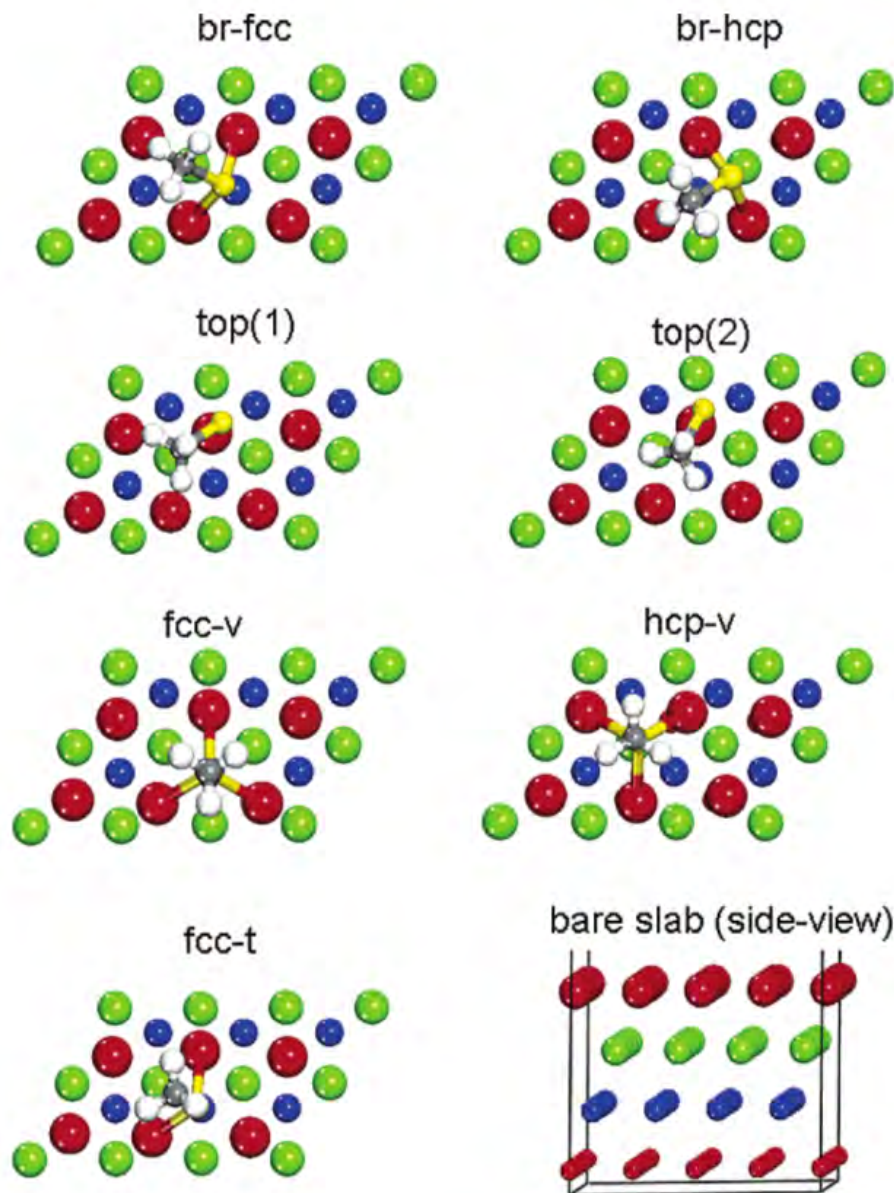 br-fcc
br-hcp
top(1)
top(2)
fcc-v
hcp-v
fcc-t
bare slab (side-view)